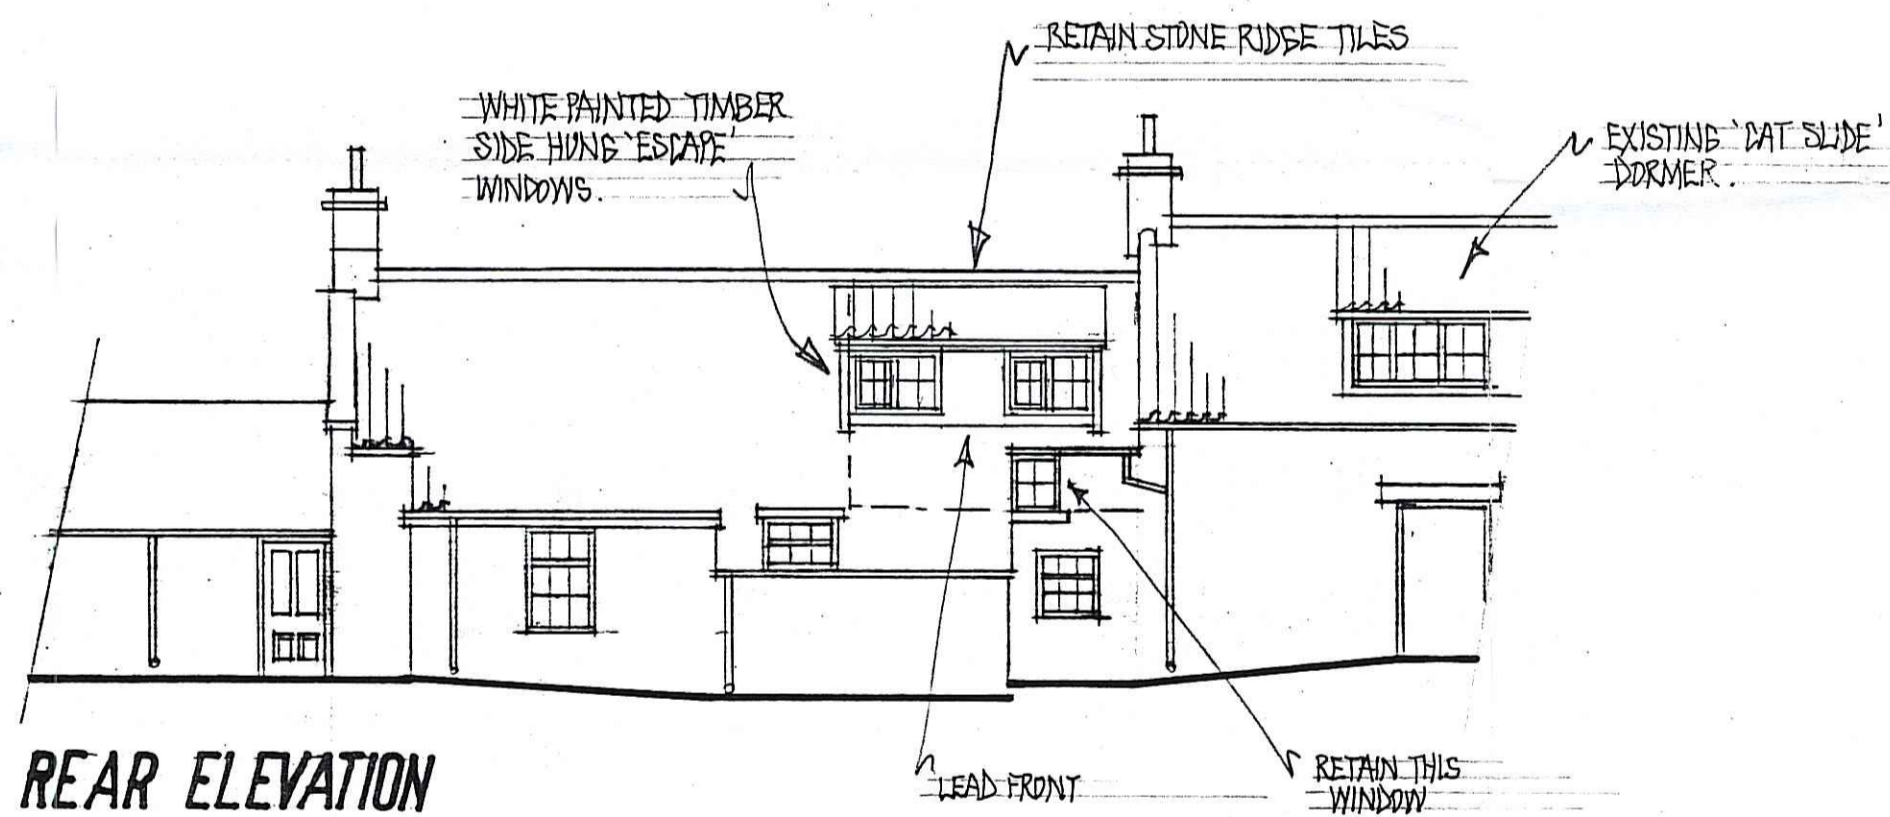 RETAIN STONE RIDGE TILES
WHITE PAINTED TIMBER
SIDE HUNG 'ESCAPE'
WINDOWS.
EXISTING 'CAT SLIDE'
DORMER.
LEAD FRONT
RETAIN THIS
WINDOW
REAR ELEVATION